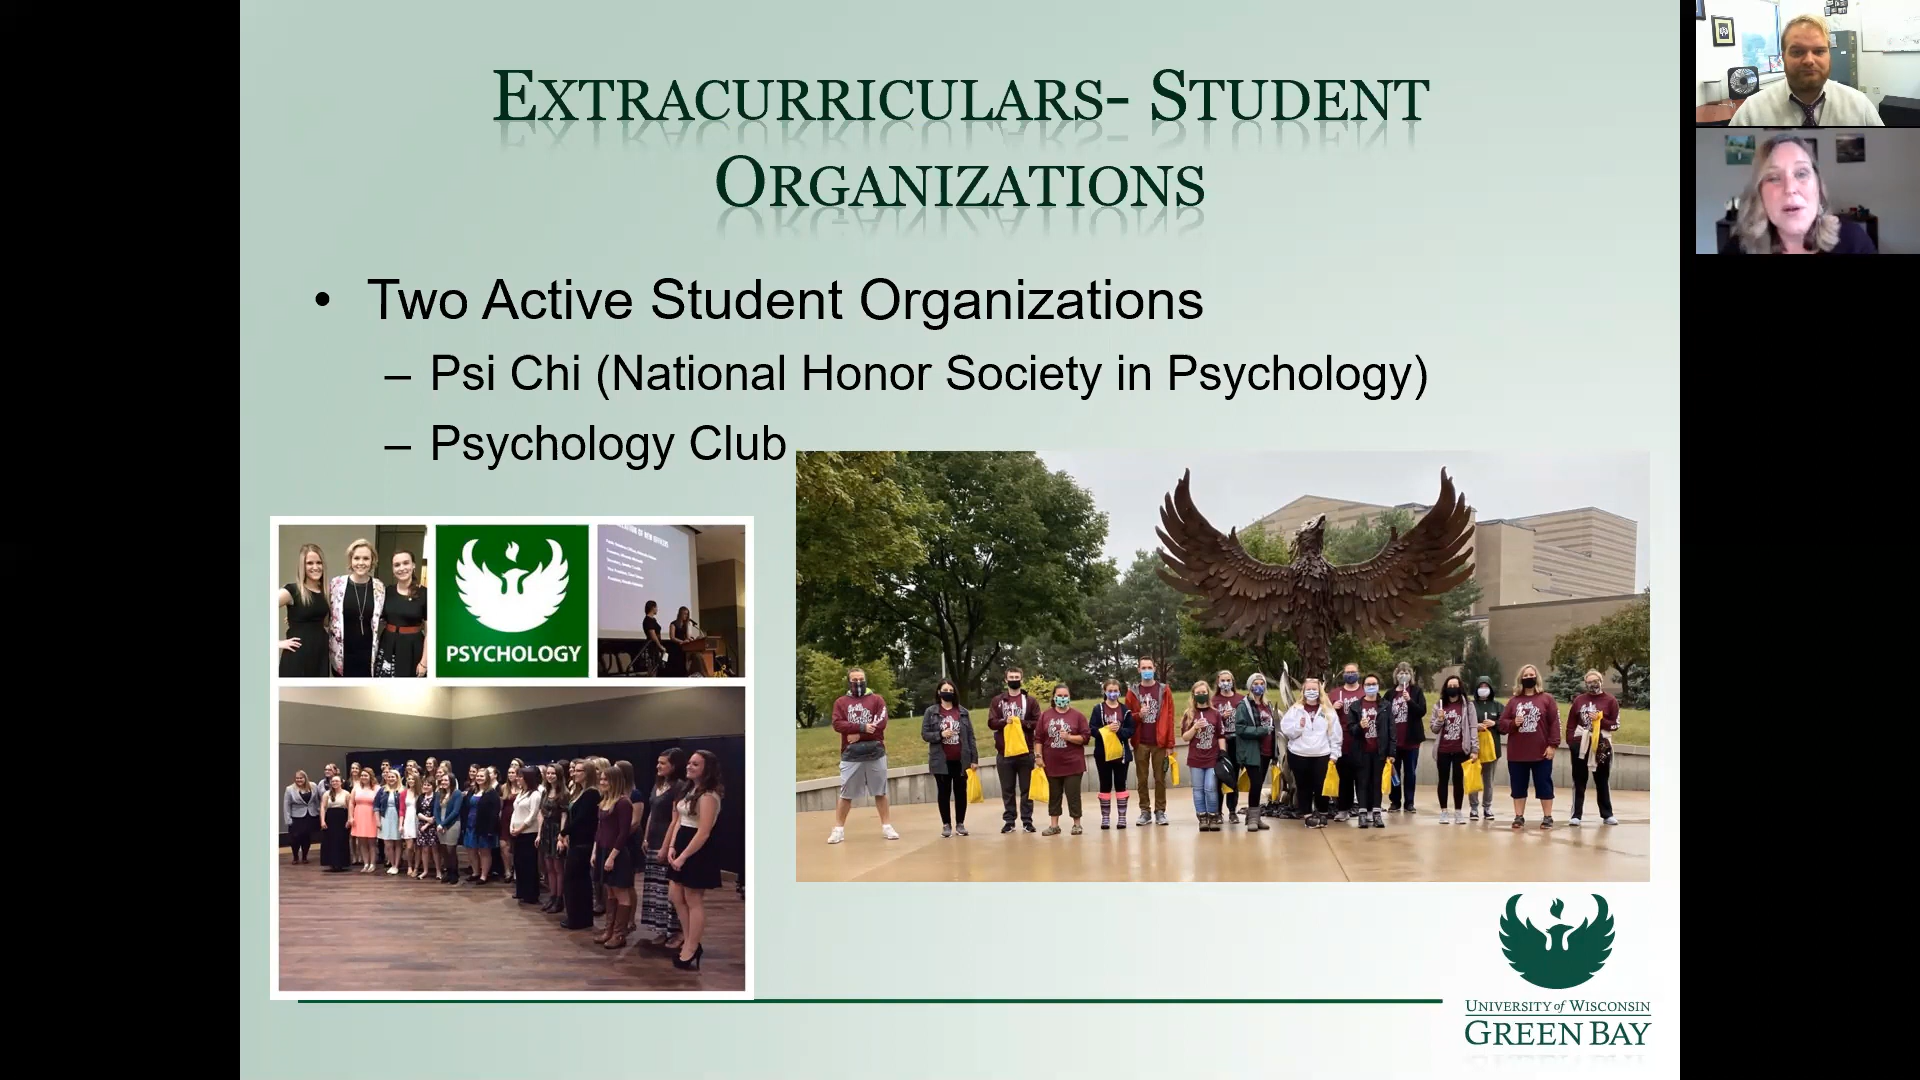 EXTRACURRICULARS- STUDENT
ORGANIZATIONS
• Two Active Student Organizations
– Psi Chi (National Honor Society in Psychology)
– Psychology Club
PSYCHOLOGY
UNIVERSITY of WISCONSIN
GREEN BAY